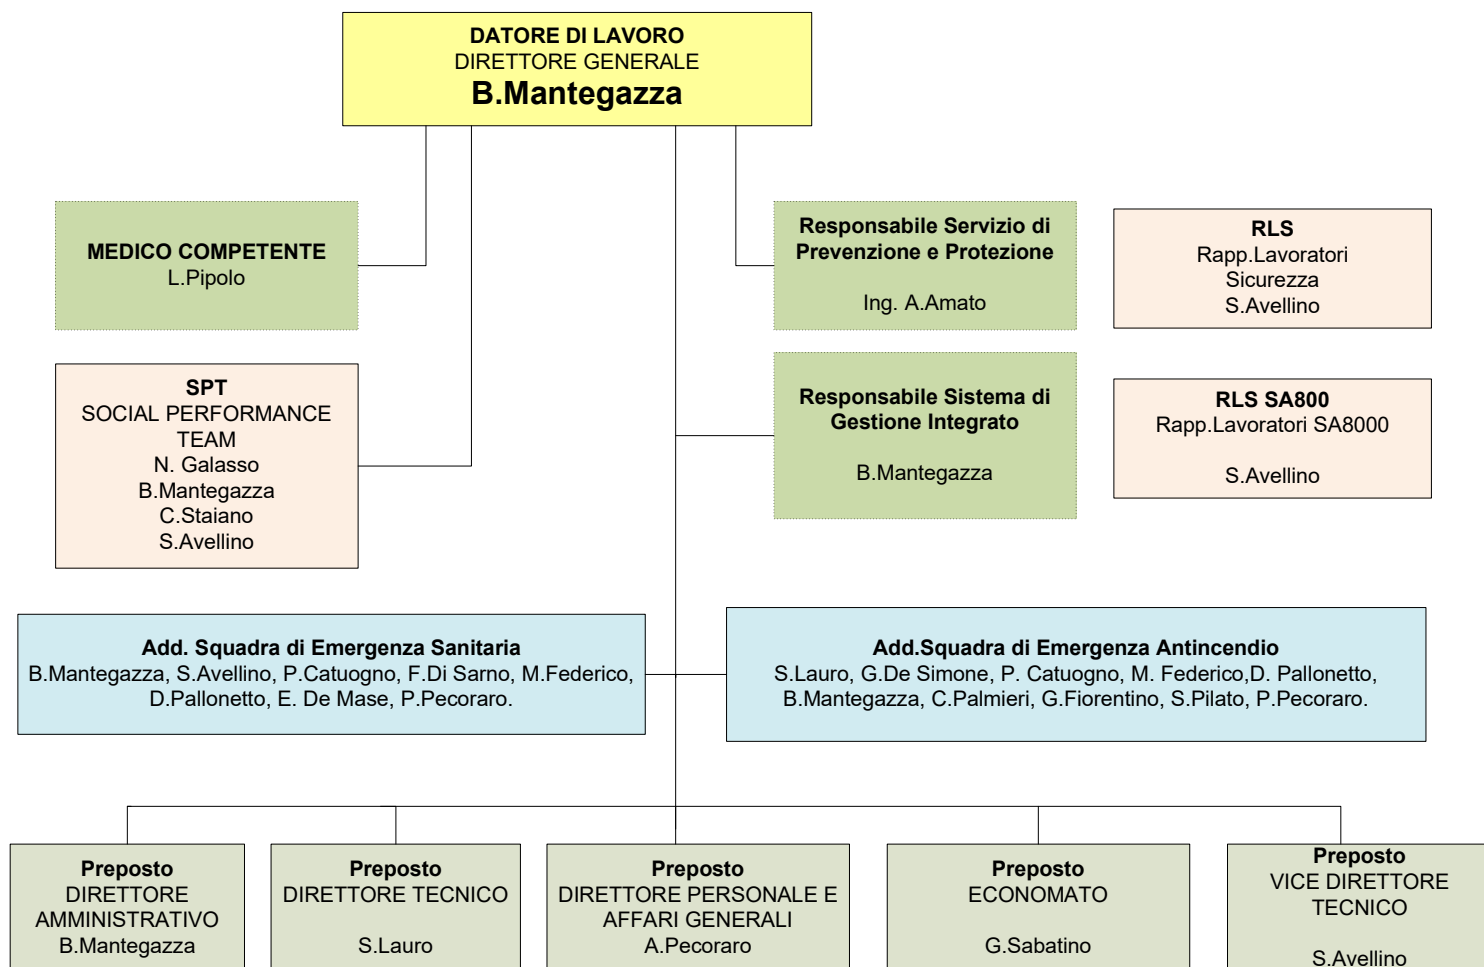 DATORE DI LAVORO
DIRETTORE GENERALE
B.Mantegazza
MEDICO COMPETENTE
L.Pipolo
Responsabile Servizio di
Prevenzione e Protezione
Ing. A.Amato
RLS
Rapp.Lavoratori
Sicurezza
S.Avellino
SPT
SOCIAL PERFORMANCE
TEAM
N. Galasso
B.Mantegazza
C.Staiano
S.Avellino
Responsabile Sistema di
Gestione Integrato
B.Mantegazza
RLS SA800
Rapp.Lavoratori SA8000
S.Avellino
Add. Squadra di Emergenza Sanitaria
B.Mantegazza, S.Avellino, P.Catuogno, F.Di Sarno, M.Federico,
D.Pallonetto, E. De Mase, P.Pecoraro.
Add.Squadra di Emergenza Antincendio
S.Lauro, G.De Simone, P. Catuogno, M. Federico,D. Pallonetto,
B.Mantegazza, C.Palmieri, G.Fiorentino, S.Pilato, P.Pecoraro.
Preposto
DIRETTORE
AMMINISTRATIVO
B.Mantegazza
Preposto
DIRETTORE TECNICO
S.Lauro
Preposto
DIRETTORE PERSONALE E
AFFARI GENERALI
A.Pecoraro
Preposto
ECONOMATO
G.Sabatino
Preposto
VICE DIRETTORE
TECNICO
S.Avellino